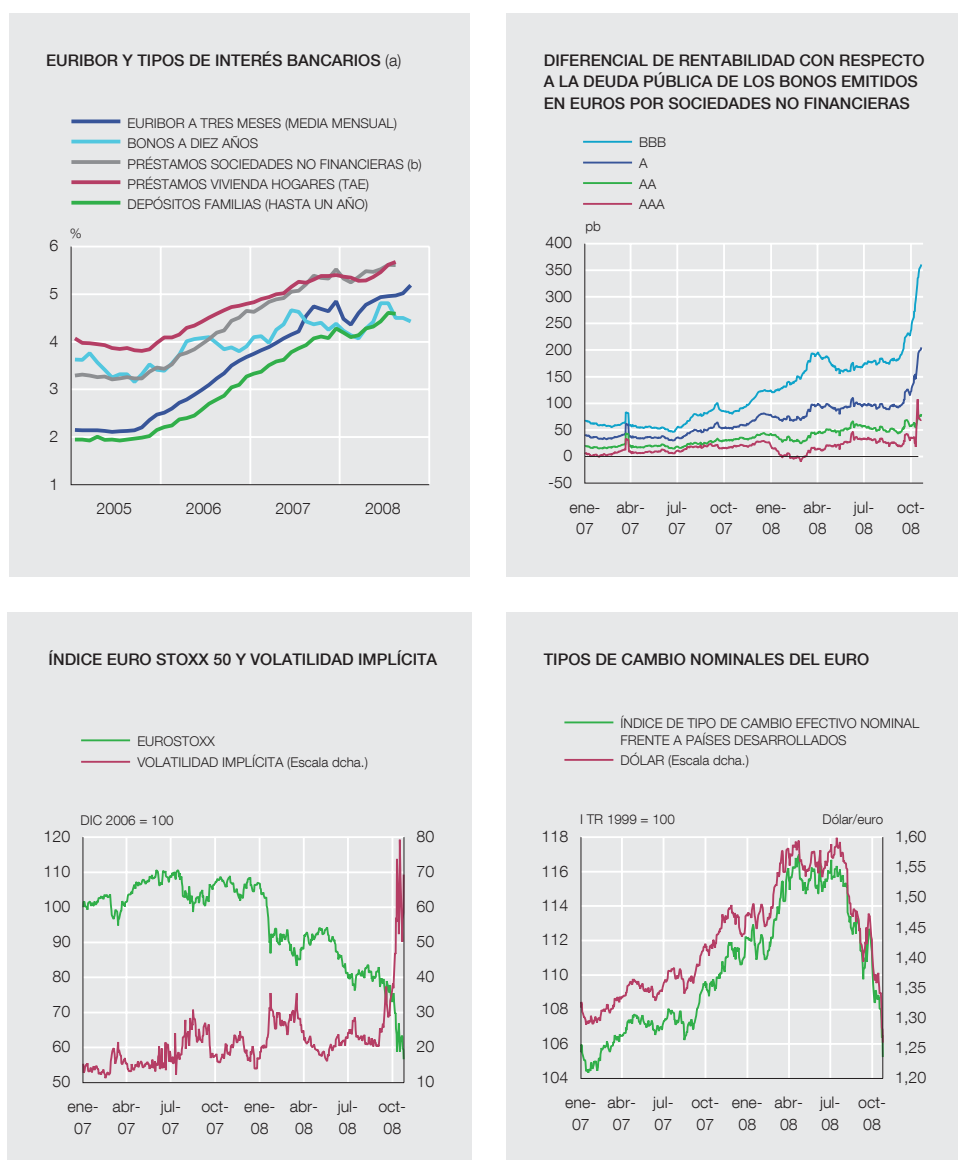 EURIBOR Y TIPOS DE INTERÉS BANCARIOS (a)
EURIBOR A TRES MESES (MEDIA MENSUAL)
BONOS A DIEZ AÑOS
PRÉSTAMOS SOCIEDADES NO FINANCIERAS (b)
PRÉSTAMOS VIVIENDA HOGARES (TAE)
DEPÓSITOS FAMILIAS (HASTA UN AÑO)
%
6
5
4
3
2
1
2005 2006 2007 2008
DIFERENCIAL DE RENTABILIDAD CON RESPECTO
A LA DEUDA PÚBLICA DE LOS BONOS EMITIDOS
EN EUROS POR SOCIEDADES NO FINANCIERAS
BBB
A
AA
AAA
pb
400
350
300
250
200
150
100
50
0
-50
ene- abr- jul- oct- ene- abr- jul- oct-
07 07 07 07 08 08 08 08
ÍNDICE EURO STOXX 50 Y VOLATILIDAD IMPLÍCITA
EUROSTOXX
VOLATILIDAD IMPLÍCITA (Escala dcha.)
DIC 2006 = 100
120 80
110 70
100 60
90 50
80 40
70 30
60 20
50 10
ene- abr- jul- oct- ene- abr- jul- oct-
07 07 07 07 08 08 08 08
TIPOS DE CAMBIO NOMINALES DEL EURO
ÍNDICE DE TIPO DE CAMBIO EFECTIVO NOMINAL
FRENTE A PAÍSES DESARROLLADOS
DÓLAR (Escala dcha.)
I TR 1999 = 100 Dólar/euro
118 1,60
116 1,55
114 1,50
112 1,45
110 1,40
108 1,35
106 1,30
104 1,25
1,20
ene- abr- jul- oct- ene- abr- jul- oct-
07 07 07 07 08 08 08 08